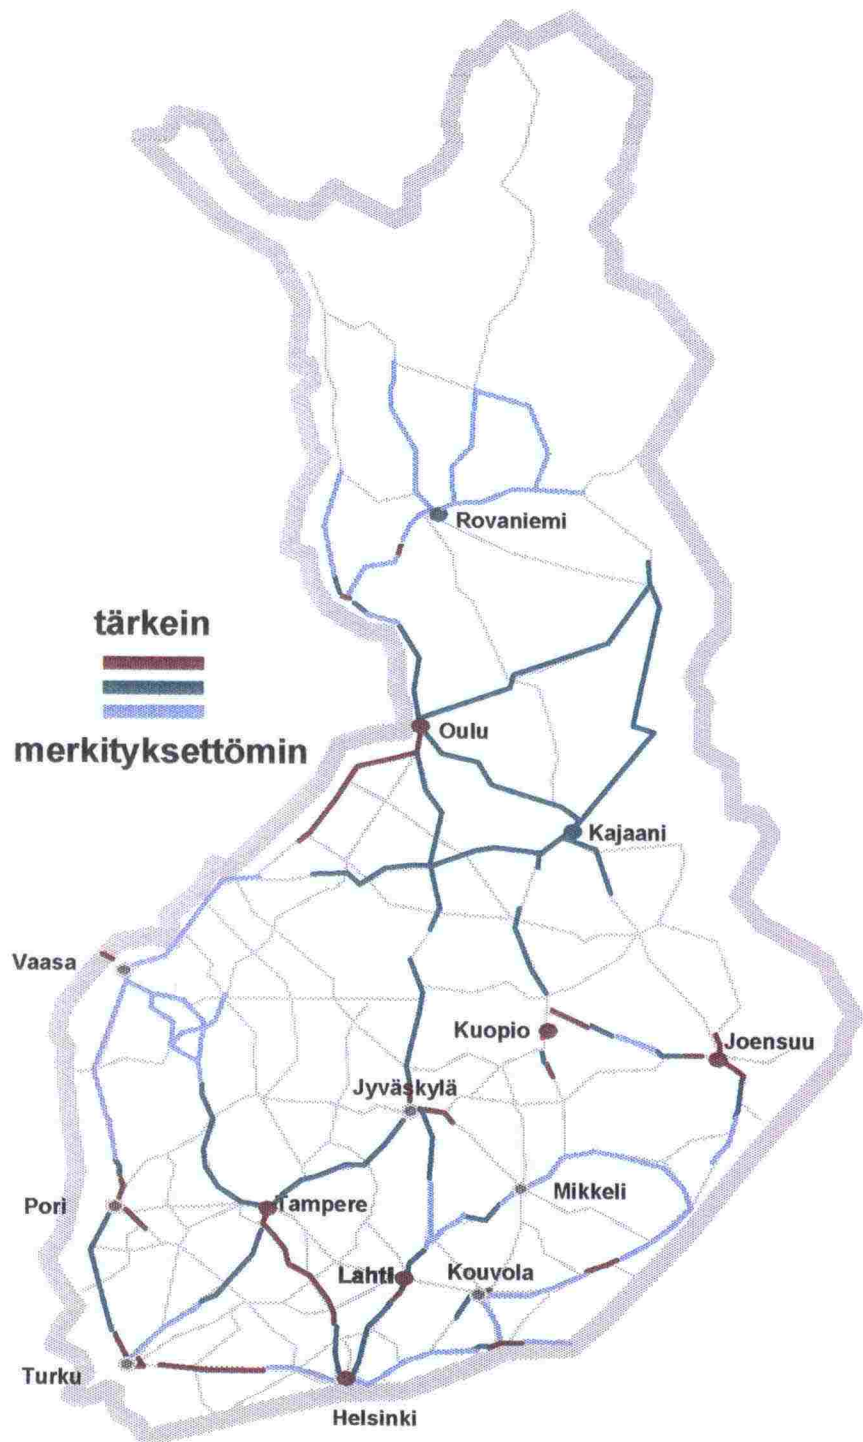 Rovaniemi
tärkein
merkityksettömin
Oulu
Kajaani
Vaasa
Kuopio
Joensuu
Jyväskylä
Pori
Tampere
Mikkeli
Lahti
Kouvola
Turku
Helsinki